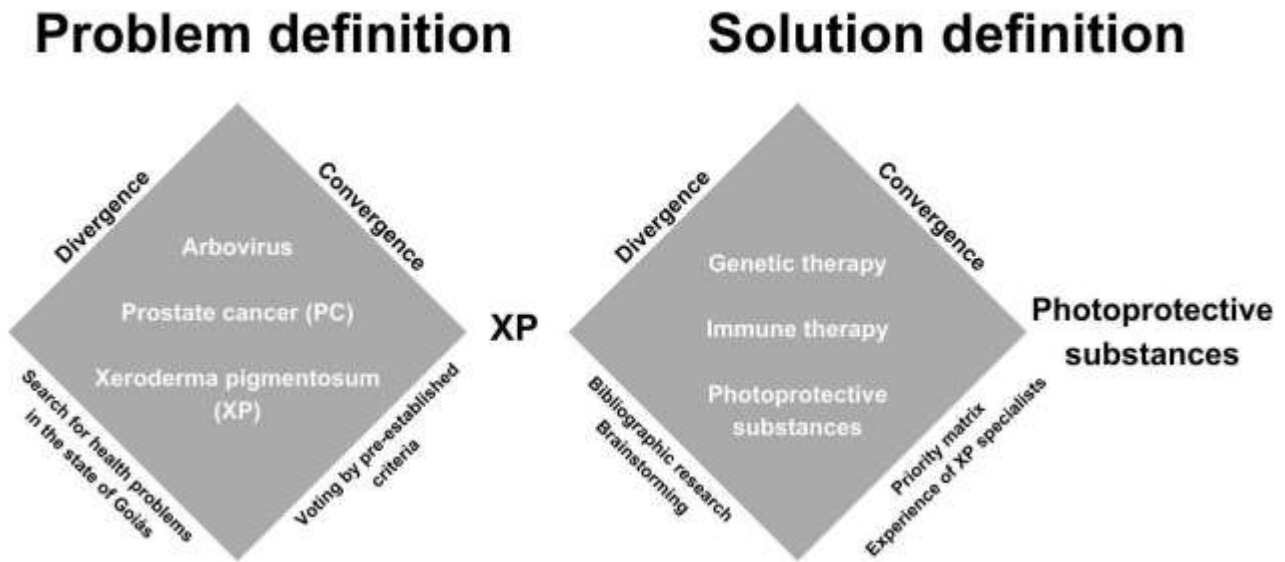 Problem definition
Divergence
Convergence
Arbovirus
Prostate cancer (PC)
Xeroderma pigmentosum
(XP)
Search for health problems
in the state of Goiás
Voting by pre-established
criteria
XP
Solution definition
Divergence
Convergence
Genetic therapy
Immune therapy
Photoprotective
substances
Bibliographic research
Brainstorming
Priority matrix
Experience of XP specialists
Photoprotective
substances